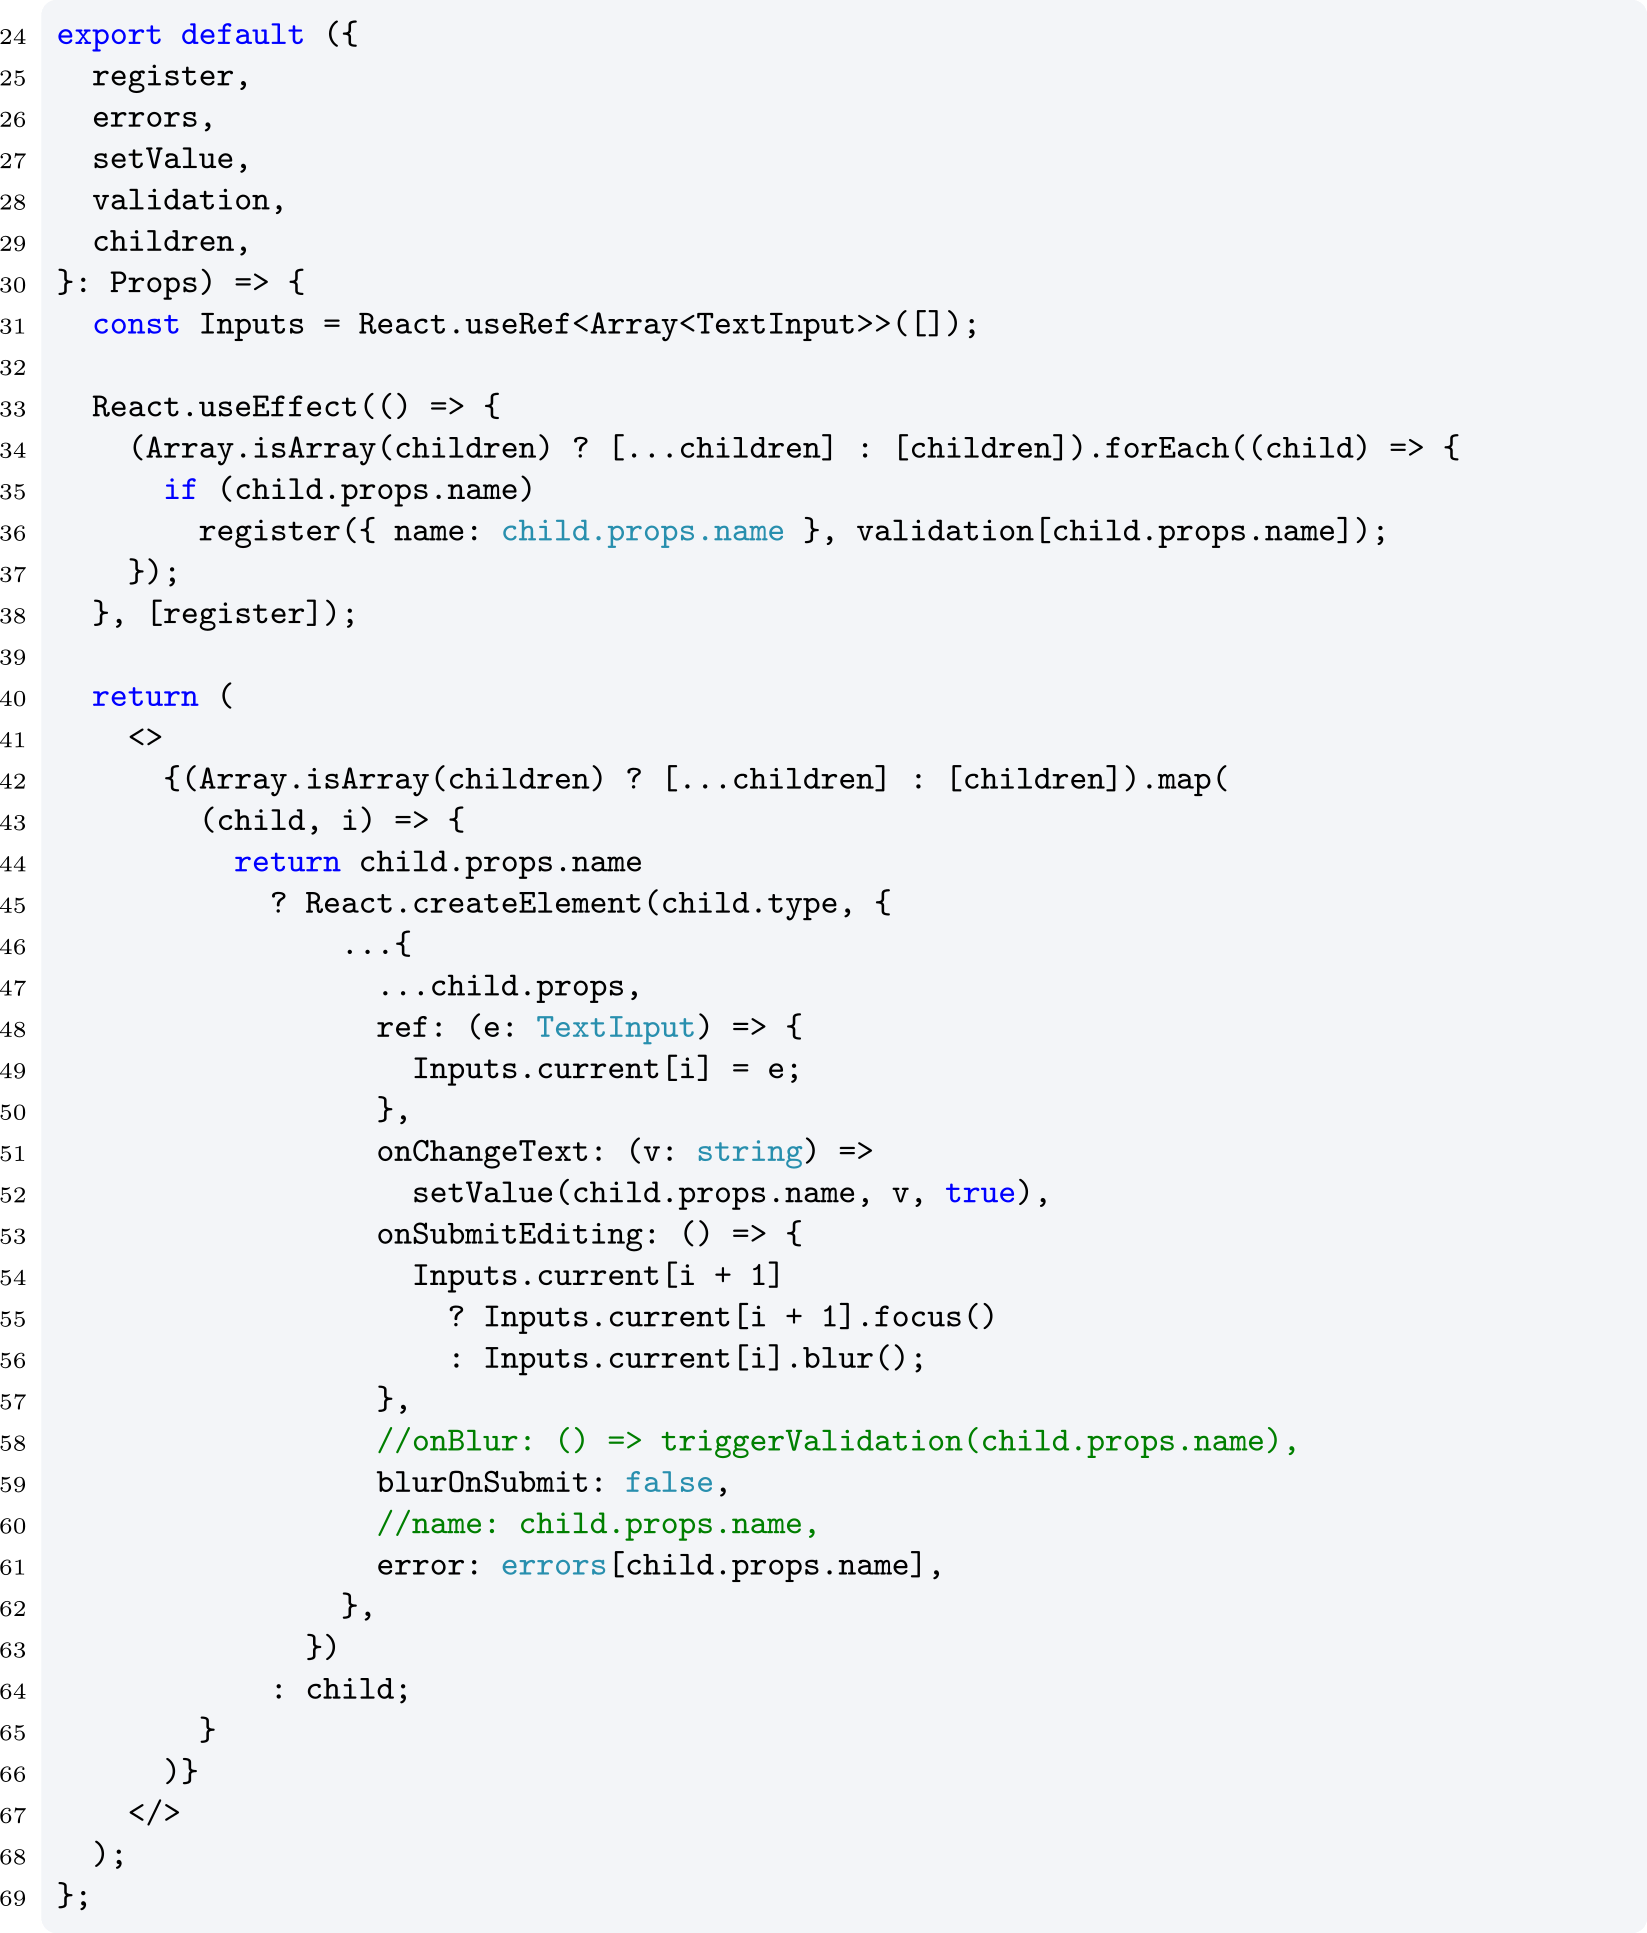 24 export default ({
25   register,
26   errors,
27   setValue,
28   validation,
29   children,
30 }: Props) => {
31   const Inputs = React.useRef<Array<TextInput>>([]);
32
33   React.useEffect(() => {
34     (Array.isArray(children) ? [...children] : [children]).forEach((child) => {
35       if (child.props.name)
36         register({ name: child.props.name }, validation[child.props.name]);
37     });
38   }, [register]);
39
40   return (
41     <>
42       {(Array.isArray(children) ? [...children] : [children]).map(
43         (child, i) => {
44           return child.props.name
45             ? React.createElement(child.type, {
46                 ...{
47                   ...child.props,
48                   ref: (e: TextInput) => {
49                     Inputs.current[i] = e;
50                   },
51                   onChangeText: (v: string) =>
52                     setValue(child.props.name, v, true),
53                   onSubmitEditing: () => {
54                     Inputs.current[i + 1]
55                       ? Inputs.current[i + 1].focus()
56                       : Inputs.current[i].blur();
57                   },
58                   //onBlur: () => triggerValidation(child.props.name),
59                   blurOnSubmit: false,
60                   //name: child.props.name,
61                   error: errors[child.props.name],
62                 },
63               })
64             : child;
65         }
66       )}
67     </>
68   );
69 };